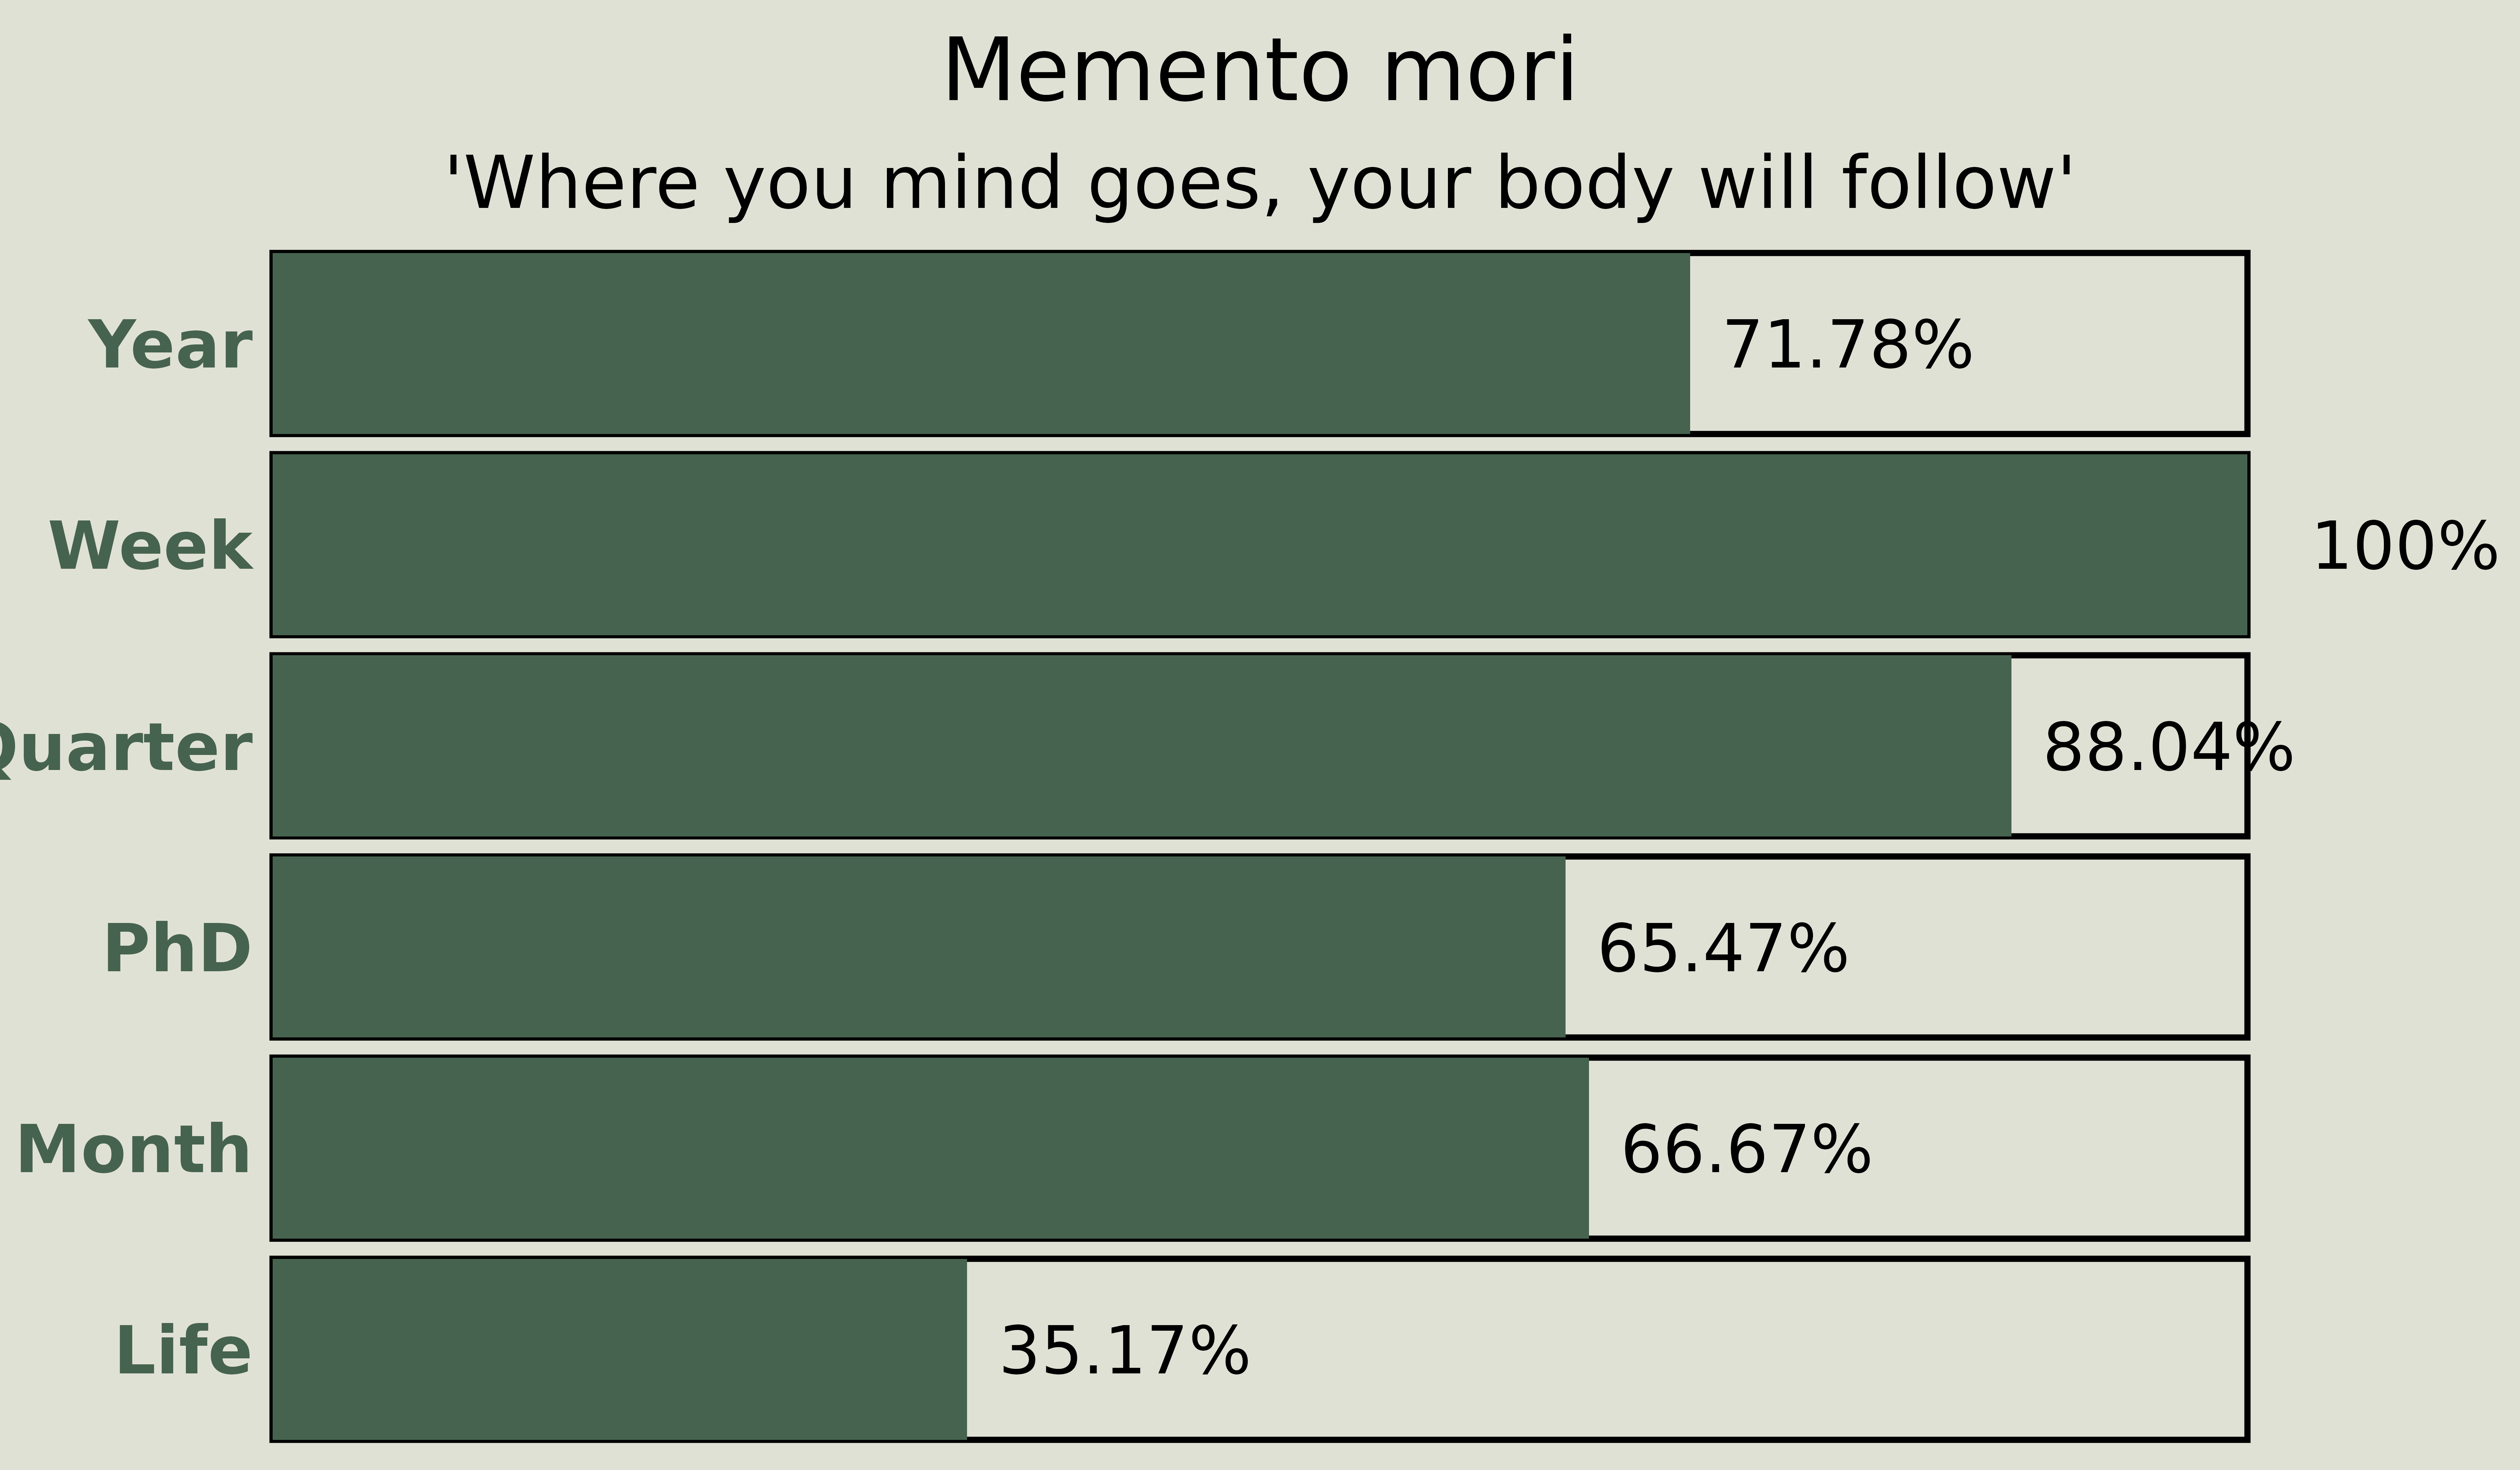 Memento mori
'Where you mind goes, your body will follow'
Year 71.78%
Week 100%
Quarter 88.04%
PhD 65.47%
Month 66.67%
Life 35.17%